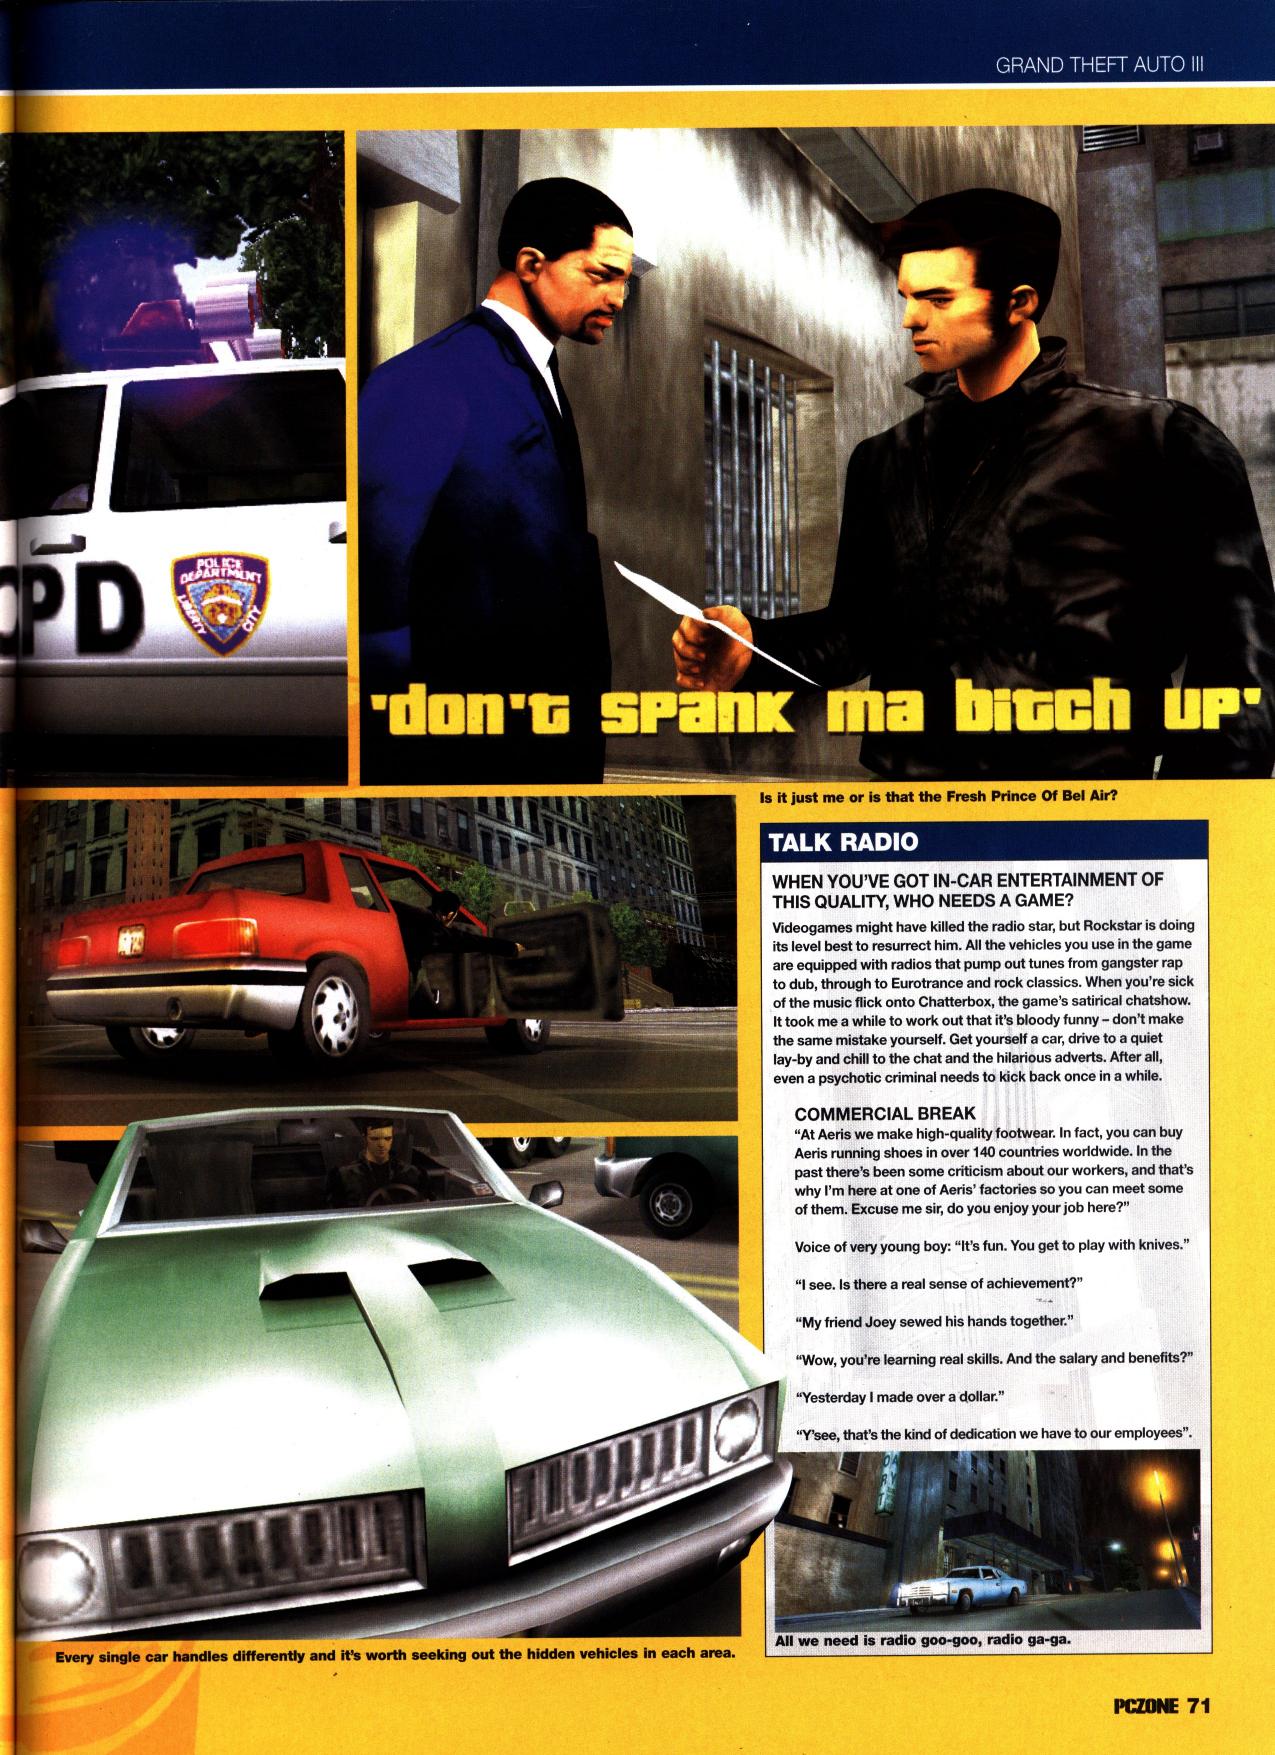 GRAND THEFT AUTO III
PD
POLICE
DEPARTMENT
LIBERTY
CITY
'don't spank ma bitch up'
Is it just me or is that the Fresh Prince Of Bel Air?
TALK RADIO
WHEN YOU'VE GOT IN-CAR ENTERTAINMENT OF
THIS QUALITY, WHO NEEDS A GAME?
Videogames might have killed the radio star, but Rockstar is doing
its level best to resurrect him. All the vehicles you use in the game
are equipped with radios that pump out tunes from gangster rap
to dub, through to Eurotrance and rock classics. When you're sick
of the music flick onto Chatterbox, the game's satirical chatshow.
It took me a while to work out that it's bloody funny – don't make
the same mistake yourself. Get yourself a car, drive to a quiet
lay-by and chill to the chat and the hilarious adverts. After all,
even a psychotic criminal needs to kick back once in a while.
COMMERCIAL BREAK
“At Aeris we make high-quality footwear. In fact, you can buy
Aeris running shoes in over 140 countries worldwide. In the
past there's been some criticism about our workers, and that's
why I'm here at one of Aeris' factories so you can meet some
of them. Excuse me sir, do you enjoy your job here?”
Voice of very young boy: “It's fun. You get to play with knives.”
“I see. Is there a real sense of achievement?”
“My friend Joey sewed his hands together.”
“Wow, you're learning real skills. And the salary and benefits?”
“Yesterday I made over a dollar.”
“Y'see, that's the kind of dedication we have to our employees”.
All we need is radio goo-goo, radio ga-ga.
Every single car handles differently and it's worth seeking out the hidden vehicles in each area.
PCZONE 71